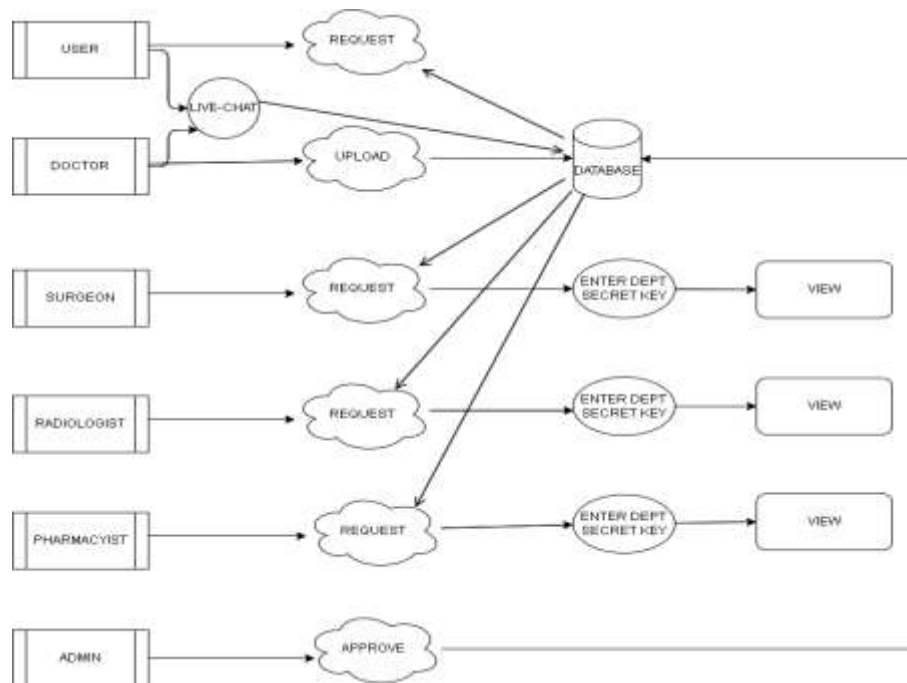 USER
REQUEST
LIVE-CHAT
DOCTOR
UPLOAD
DATABASE
SURGEON
REQUEST
ENTER DEPT
SECRET KEY
VIEW
RADIOLOGIST
REQUEST
ENTER DEPT
SECRET KEY
VIEW
PHARMACYIST
REQUEST
ENTER DEPT
SECRET KEY
VIEW
ADMIN
APPROVE